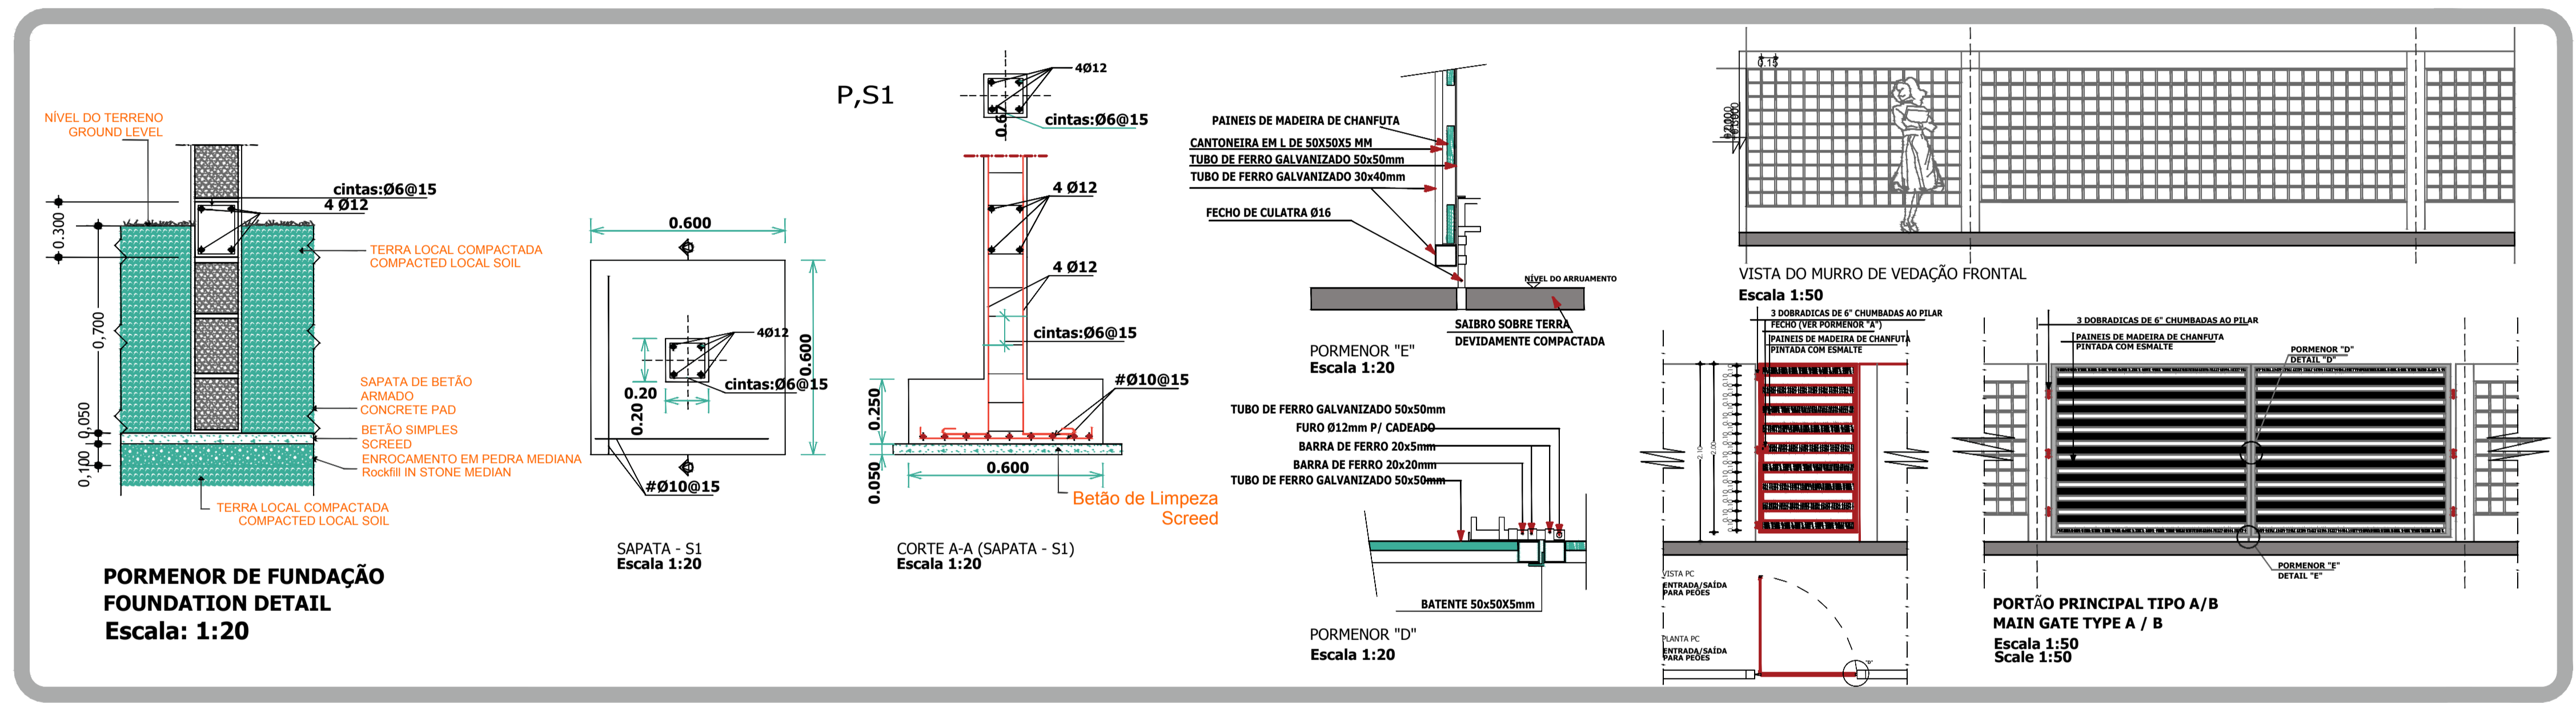 NÍVEL DO TERRENO
GROUND LEVEL
cintas:Ø6@15
4 Ø12
0.300
0,700
0,050
0,100
TERRA LOCAL COMPACTADA
COMPACTED LOCAL SOIL
SAPATA DE BETÃO
ARMADO
CONCRETE PAD
BETÃO SIMPLES
SCREED
ENROCAMENTO EM PEDRA MEDIANA
Rockfill IN STONE MEDIAN
TERRA LOCAL COMPACTADA
COMPACTED LOCAL SOIL
PORMENOR DE FUNDAÇÃO
FOUNDATION DETAIL
Escala: 1:20
0.600
0.600
4Ø12
cintas:Ø6@15
0.20
0.20
#Ø10@15
SAPATA - S1
Escala 1:20
P,S1
4Ø12
cintas:Ø6@15
4 Ø12
4 Ø12
cintas:Ø6@15
#Ø10@15
0.250
0.050
0.600
Betão de Limpeza
Screed
CORTE A-A (SAPATA - S1)
Escala 1:20
PAINEIS DE MADEIRA DE CHANFUTA
CANTONEIRA EM L DE 50X50X5 MM
TUBO DE FERRO GALVANIZADO 50x50mm
TUBO DE FERRO GALVANIZADO 30x40mm
FECHO DE CULATRA Ø16
NÍVEL DO ARRUAMENTO
SAIBRO SOBRE TERRA
DEVIDAMENTE COMPACTADA
PORMENOR "E"
Escala 1:20
TUBO DE FERRO GALVANIZADO 50x50mm
FURO Ø12mm P/ CADEADO
BARRA DE FERRO 20x5mm
BARRA DE FERRO 20x20mm
TUBO DE FERRO GALVANIZADO 50x50mm
BATENTE 50x50X5mm
PORMENOR "D"
Escala 1:20
0.15
VISTA DO MURRO DE VEDAÇÃO FRONTAL
Escala 1:50
3 DOBRADICAS DE 6" CHUMBADAS AO PILAR
FECHO (VER PORMENOR "A")
PAINEIS DE MADEIRA DE CHANFUTA
PINTADA COM ESMALTE
2.10
2.00
VISTA PC
ENTRADA/SAÍDA
PARA PEÕES
PLANTA PC
ENTRADA/SAÍDA
PARA PEÕES
"D"
3 DOBRADICAS DE 6" CHUMBADAS AO PILAR
PAINEIS DE MADEIRA DE CHANFUTA
PINTADA COM ESMALTE
PORMENOR "D"
DETAIL "D"
PORMENOR "E"
DETAIL "E"
PORTÃO PRINCIPAL TIPO A/B
MAIN GATE TYPE A / B
Escala 1:50
Scale 1:50